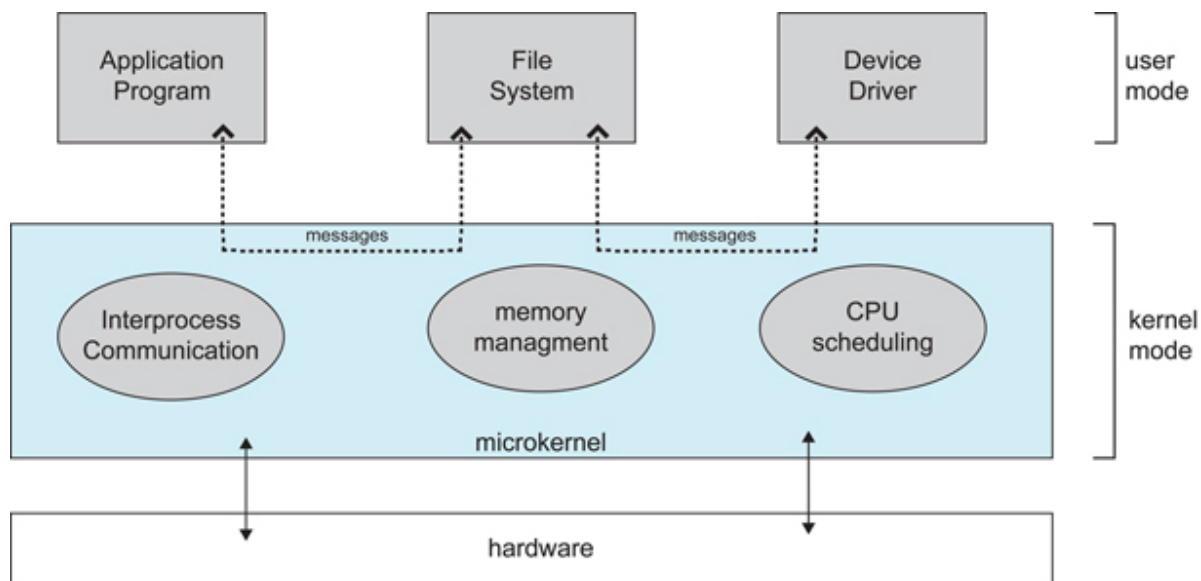 Application
Program
File
System
Device
Driver
user
mode
messages
messages
Interprocess
Communication
memory
managment
CPU
scheduling
kernel
mode
microkernel
hardware